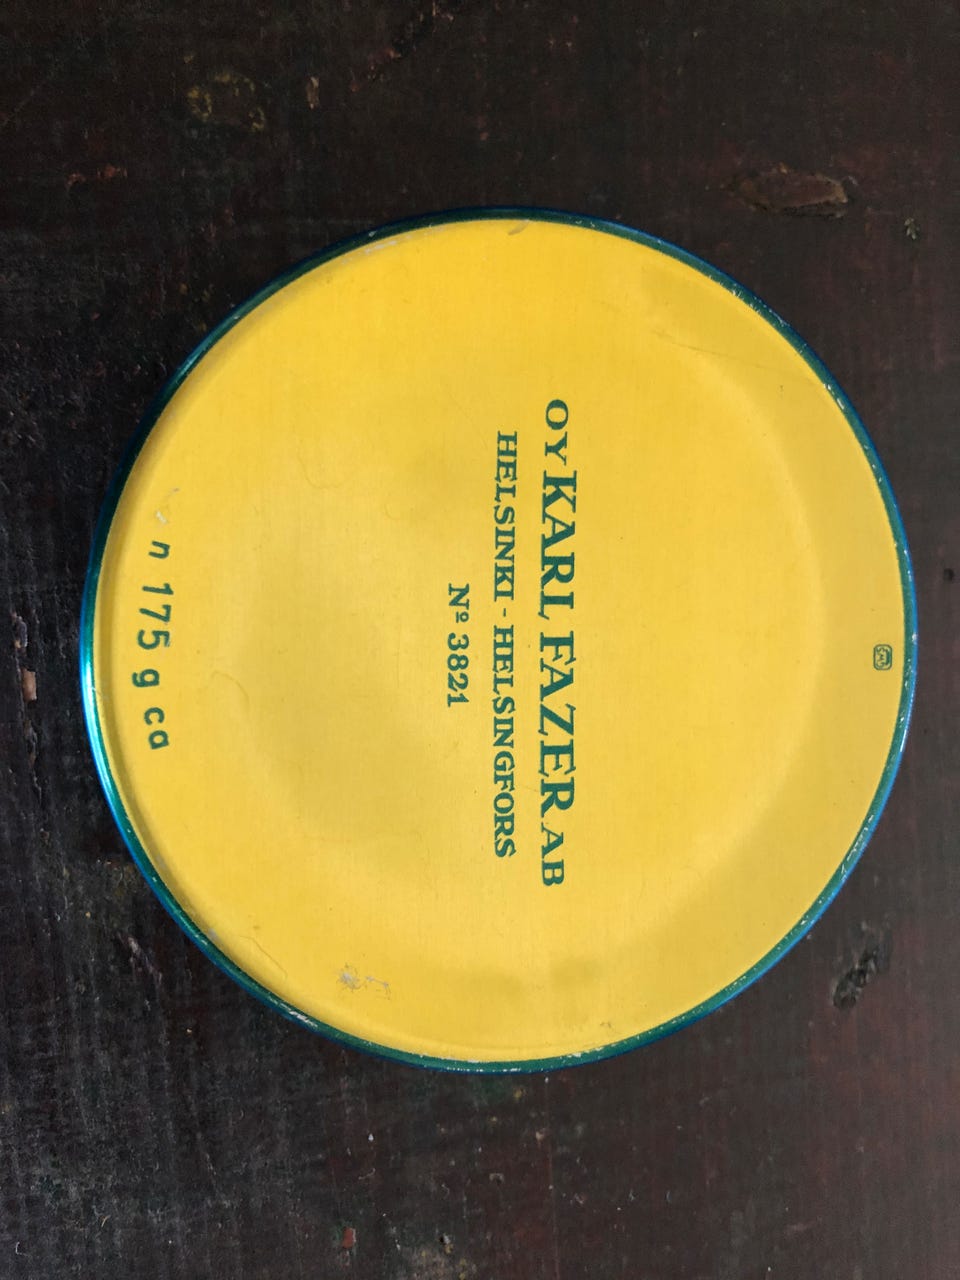 OY KARL FAZER AB
HELSINKI - HELSINGFORS
Nº 3821
n 175 g ca